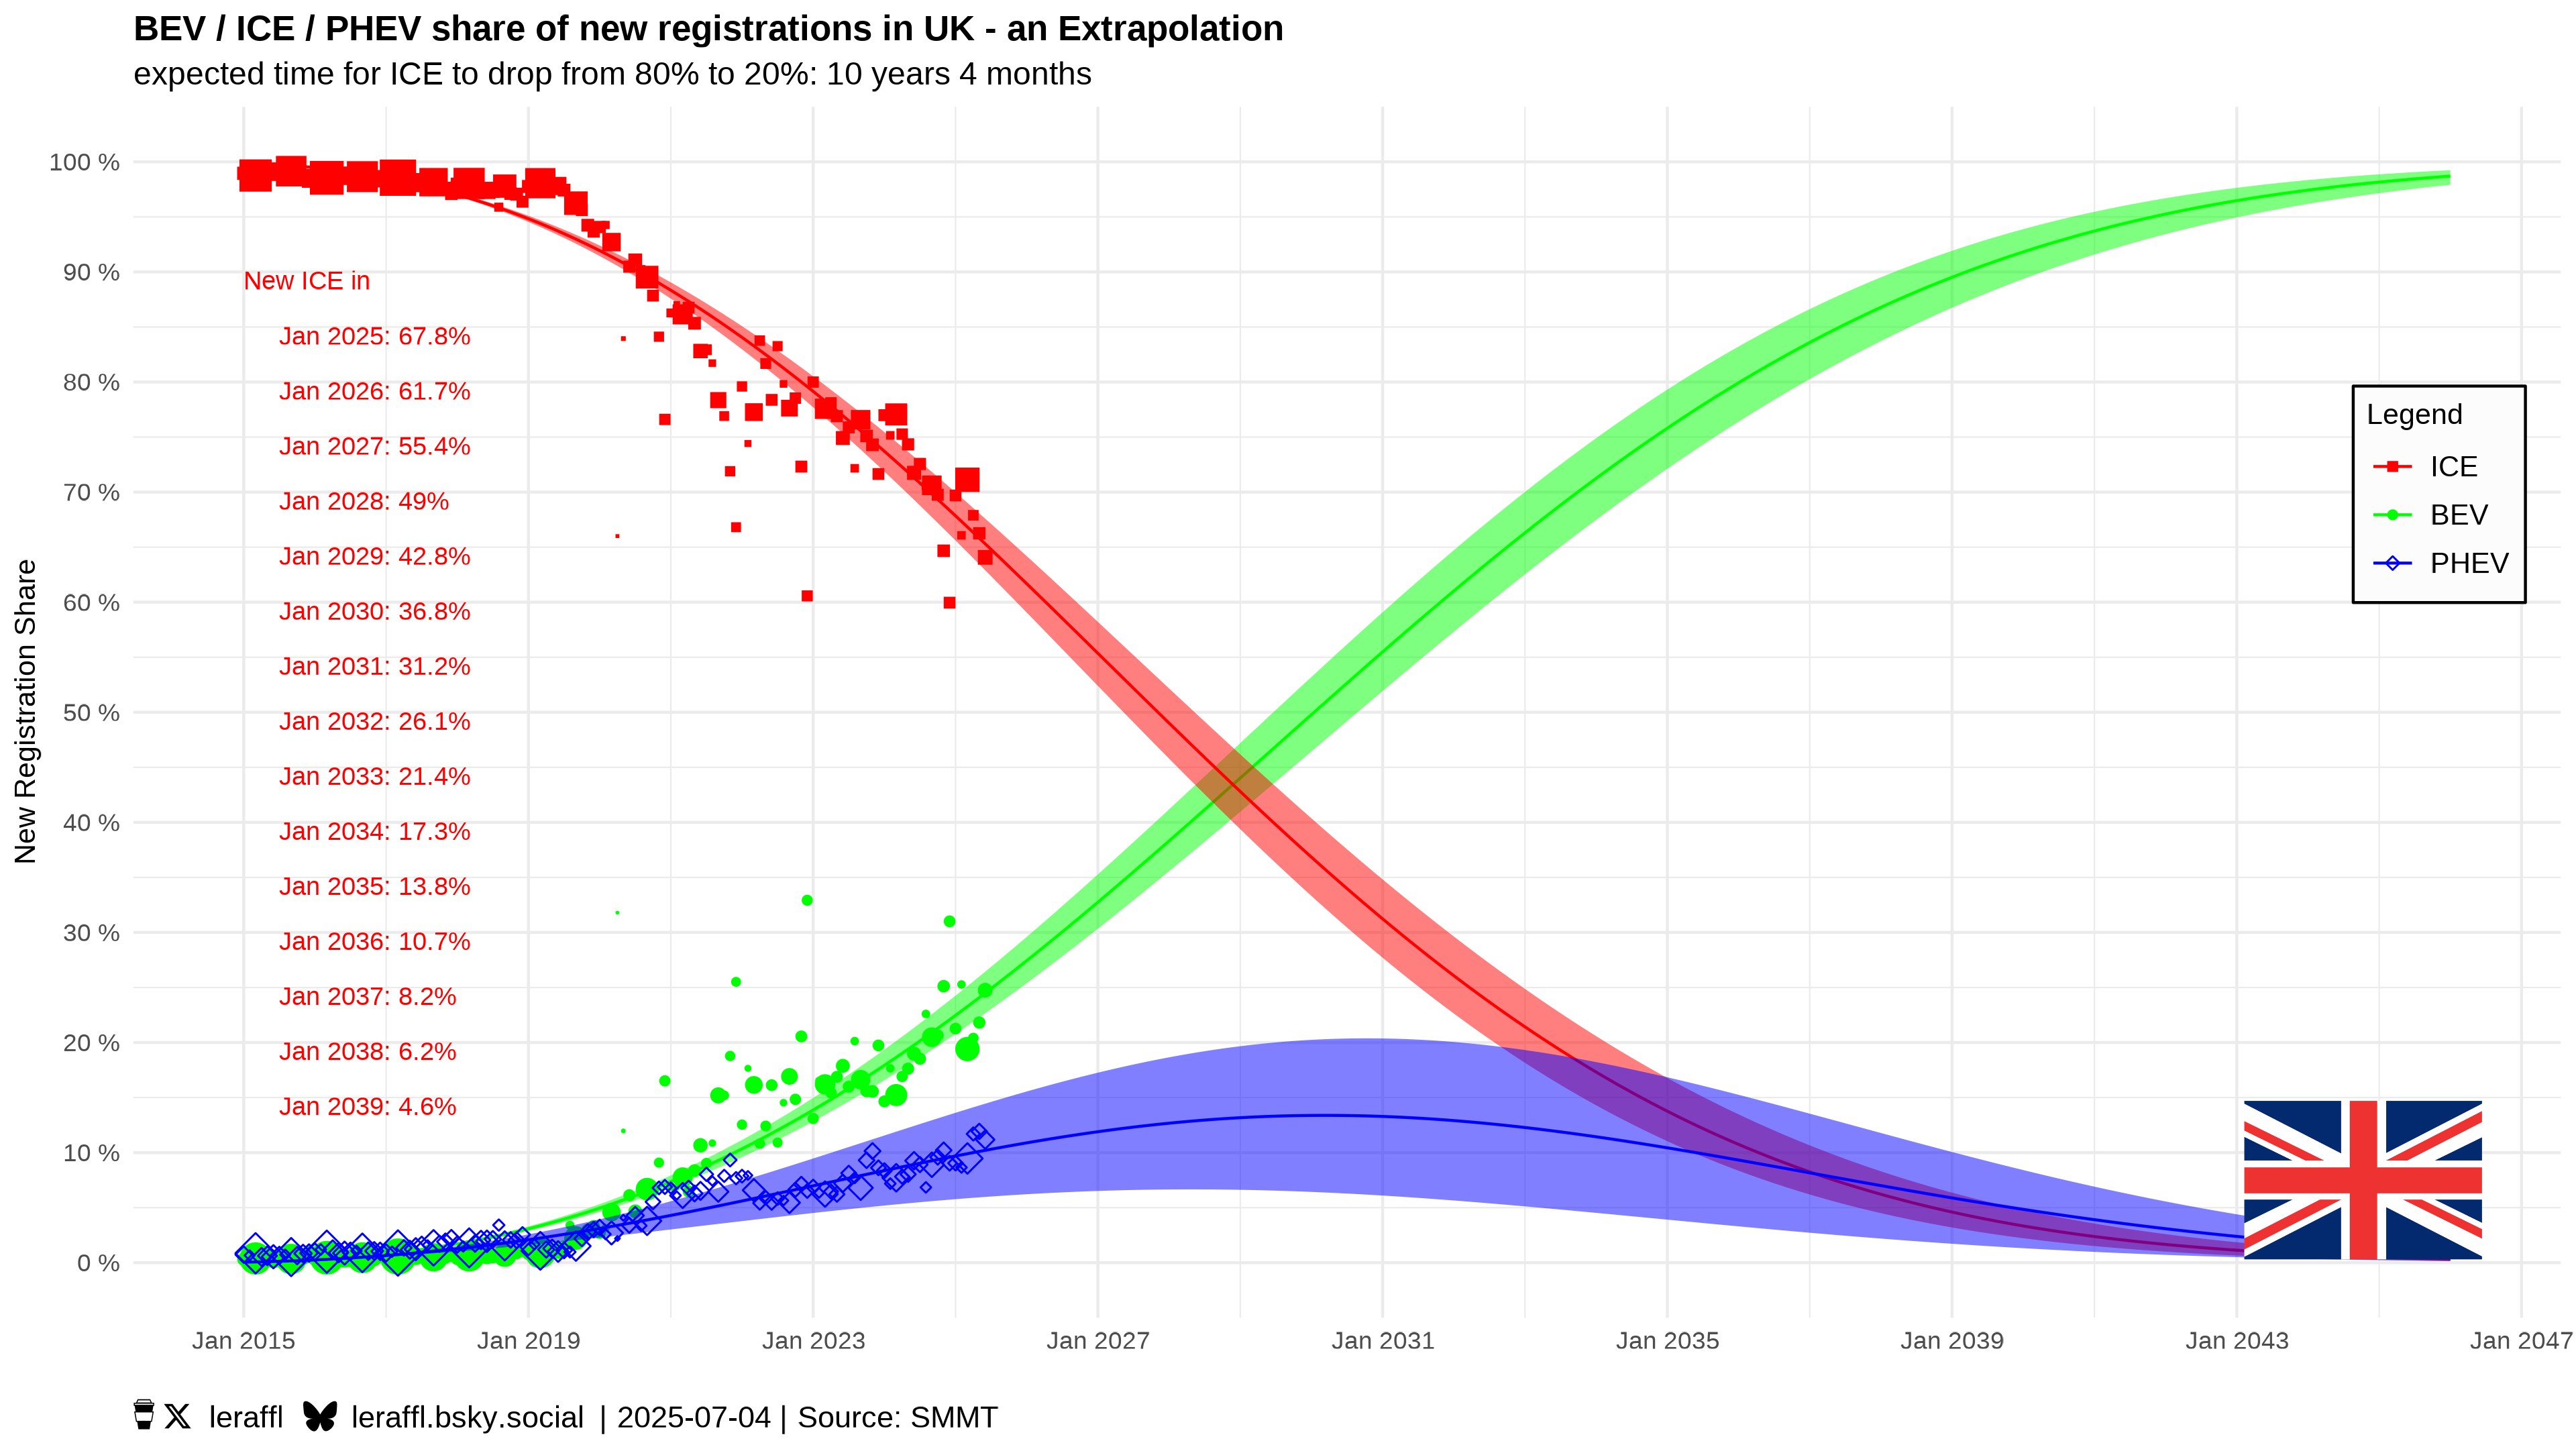 BEV / ICE / PHEV share of new registrations in UK - an Extrapolation
expected time for ICE to drop from 80% to 20%: 10 years 4 months
New Registration Share
100 %
90 %
80 %
70 %
60 %
50 %
40 %
30 %
20 %
10 %
0 %
New ICE in
Jan 2025: 67.8%
Jan 2026: 61.7%
Jan 2027: 55.4%
Jan 2028: 49%
Jan 2029: 42.8%
Jan 2030: 36.8%
Jan 2031: 31.2%
Jan 2032: 26.1%
Jan 2033: 21.4%
Jan 2034: 17.3%
Jan 2035: 13.8%
Jan 2036: 10.7%
Jan 2037: 8.2%
Jan 2038: 6.2%
Jan 2039: 4.6%
Legend
ICE
BEV
PHEV
Jan 2015 Jan 2019 Jan 2023 Jan 2027 Jan 2031 Jan 2035 Jan 2039 Jan 2043 Jan 2047
leraffl leraffl.bsky.social | 2025-07-04 | Source: SMMT